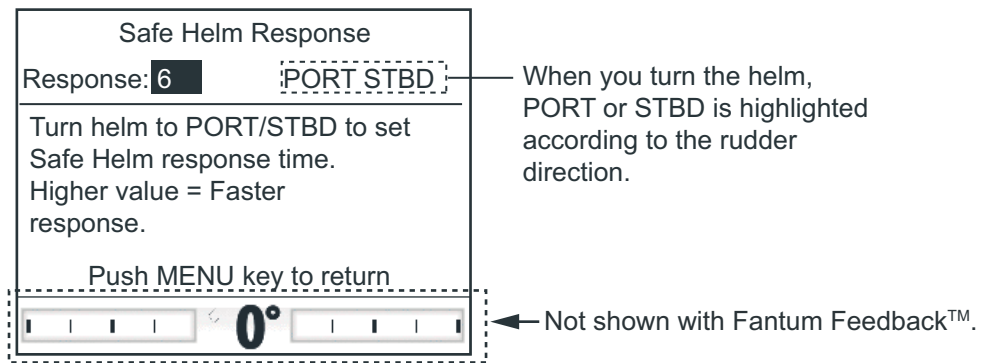 Safe Helm Response
Response: 6 PORT STBD
Turn helm to PORT/STBD to set
Safe Helm response time.
Higher value = Faster
response.
Push MENU key to return
0°
When you turn the helm,
PORT or STBD is highlighted
according to the rudder
direction.
Not shown with Fantum Feedback™.